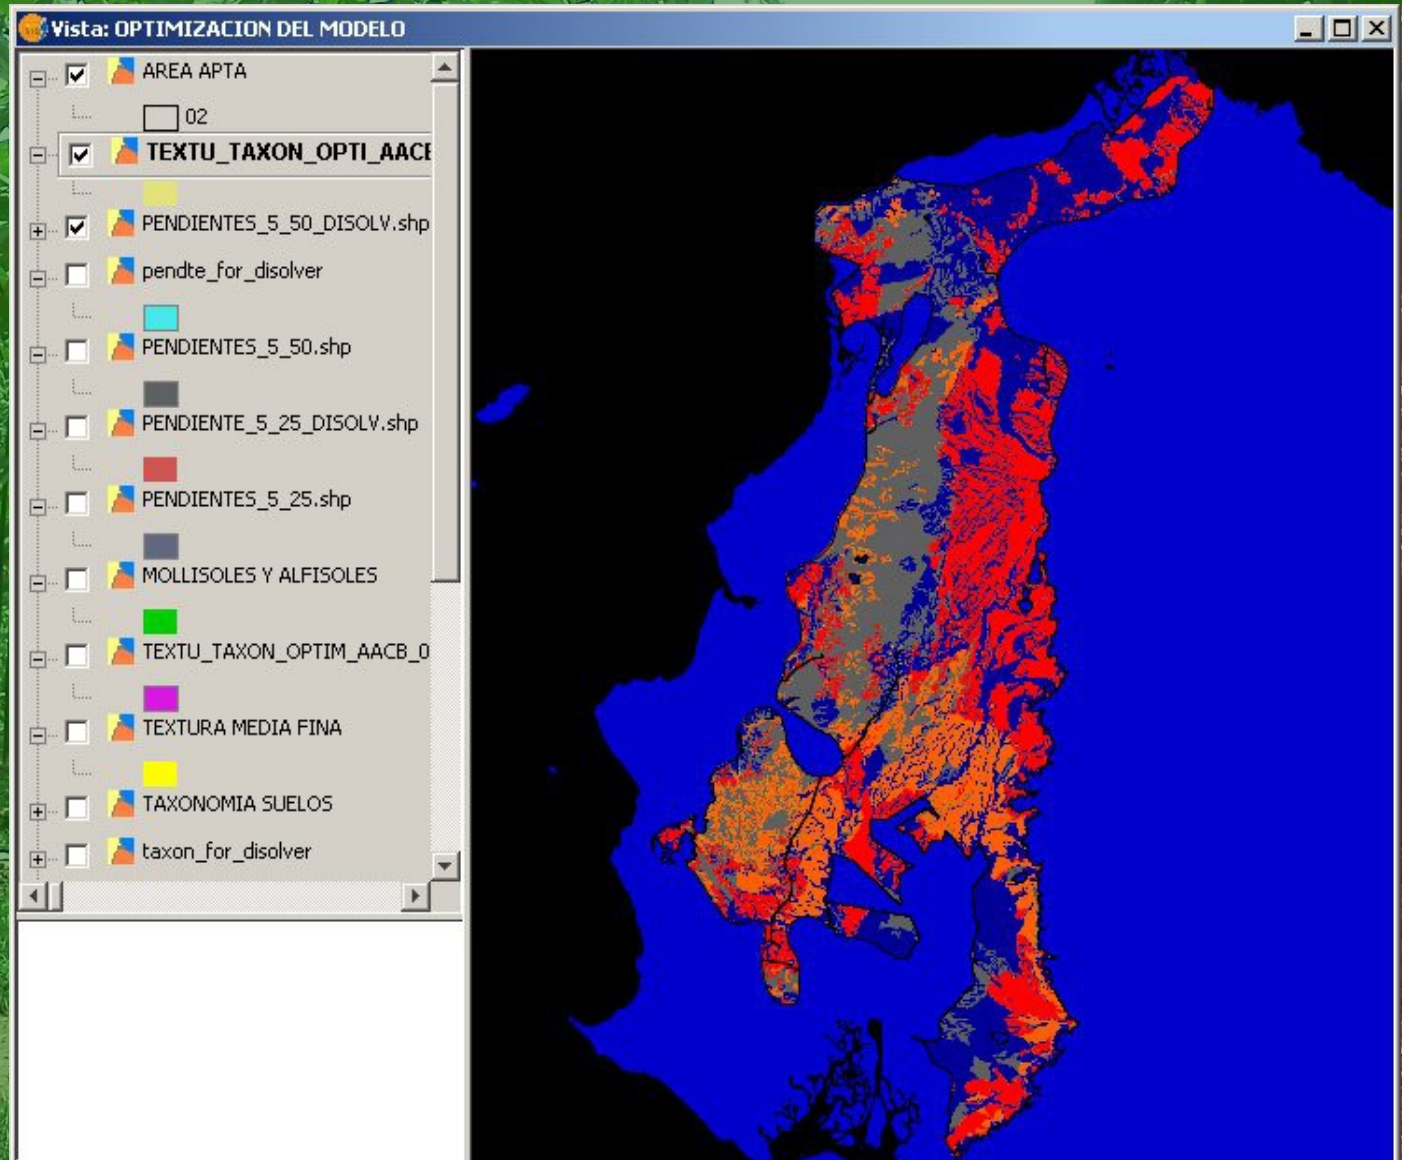 Vista: OPTIMIZACION DEL MODELO
AREA APTA
02
TEXTU_TAXON_OPTI_AACB
PENDIENTES_5_50_DISOLV.shp
pendte_for_disolver
PENDIENTES_5_50.shp
PENDIENTE_5_25_DISOLV.shp
PENDIENTES_5_25.shp
MOLLISOLES Y ALFISOLES
TEXTU_TAXON_OPTIM_AACB_0
TEXTURA MEDIA FINA
TAXONOMIA SUELOS
taxon_for_disolver